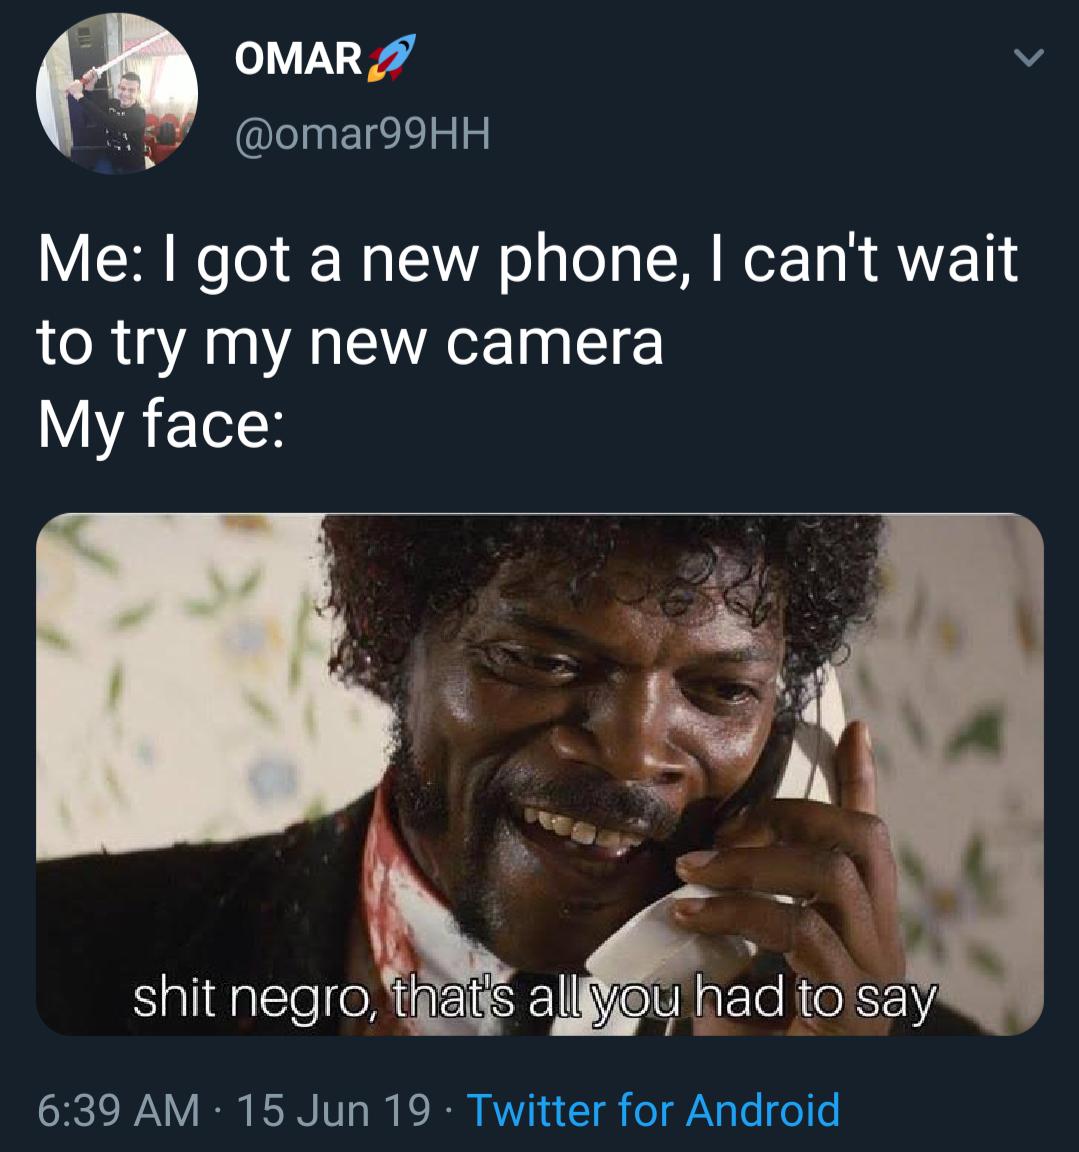 OMAR🚀
@omar99HH
Me: I got a new phone, I can't wait
to try my new camera
My face:
shit negro, that's all you had to say
6:39 AM · 15 Jun 19 · Twitter for Android